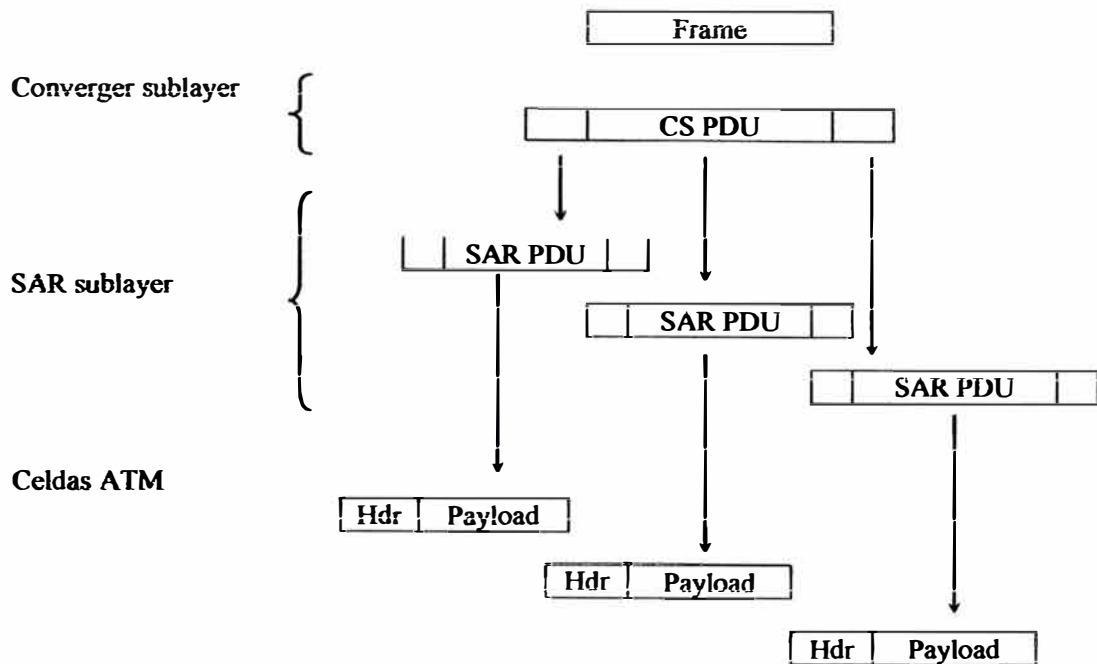 Frame
Converger sublayer
CS PDU
SAR PDU
SAR sublayer
SAR PDU
SAR PDU
Celdas ATM
Hdr Payload
Hdr Payload
Hdr Payload